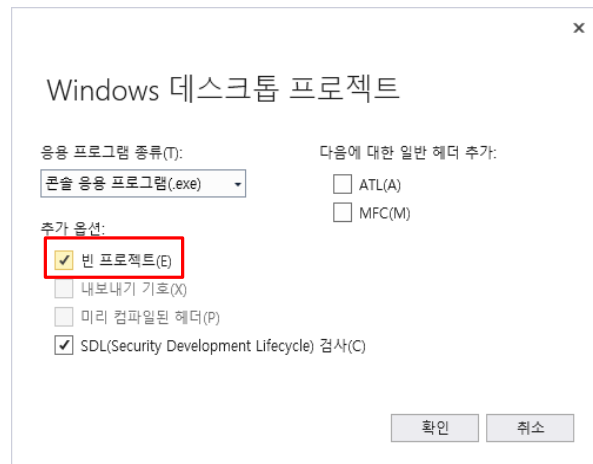 Windows 데스크톱 프로젝트
응용 프로그램 종류(T):
콘솔 응용 프로그램(.exe)
추가 옵션:
빈 프로젝트(E)
내보내기 기호(X)
미리 컴파일된 헤더(P)
SDL(Security Development Lifecycle) 검사(C)
다음에 대한 일반 헤더 추가:
ATL(A)
MFC(M)
확인
취소